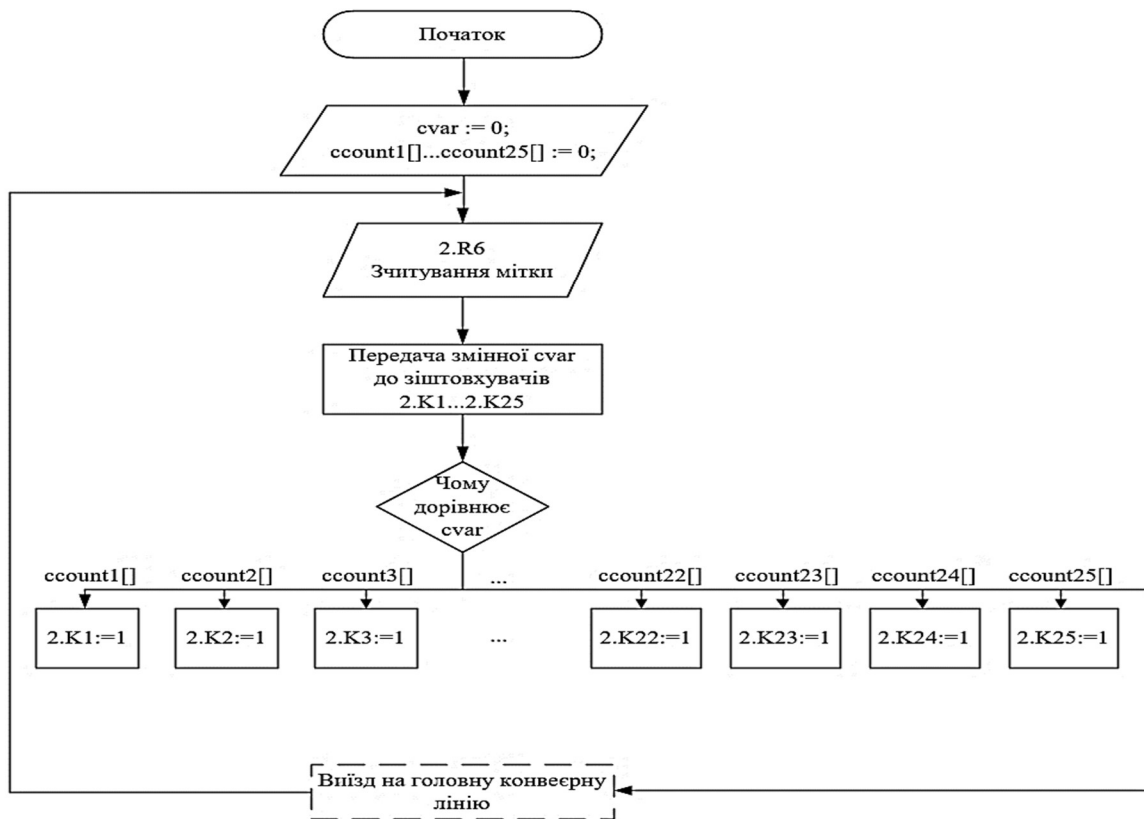 Початок
cvar := 0;
ccount1[]...ccount25[] := 0;
2.R6
Зчитування мітки
Передача змінної cvar
до зіштовхувачів
2.K1...2.K25
Чому
дорівнює
cvar
ccount1[] ccount2[] ccount3[] ... ccount22[] ccount23[] ccount24[] ccount25[]
2.K1:=1 2.K2:=1 2.K3:=1 ... 2.K22:=1 2.K23:=1 2.K24:=1 2.K25:=1
Виїзд на головну конвеєрну
лінію